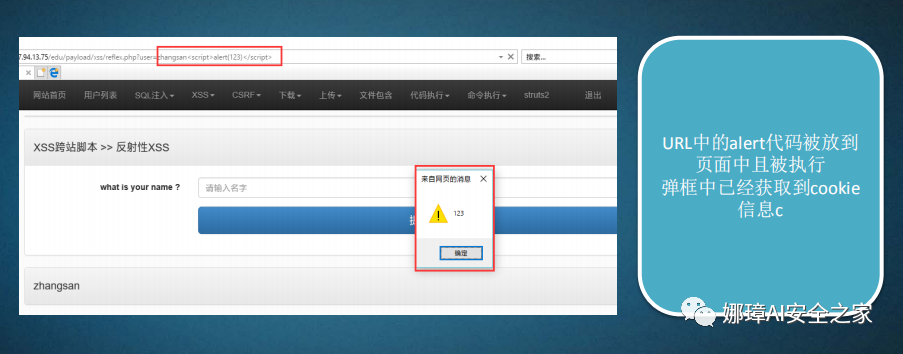 7.94.13.75/edu/payload/xss/reflex.php?user=zhangsan<script>alert(123)</script>
搜索...
网站首页 用户列表 SQL注入 XSS CSRF 下载 上传 文件包含 代码执行 命令执行 struts2 退出
XSS跨站脚本 >> 反射性XSS
what is your name ?
请输入名字
来自网页的消息
123
确定
zhangsan
URL中的alert代码被放到
页面中且被执行
弹框中已经获取到cookie
信息c
娜璋AI安全之家